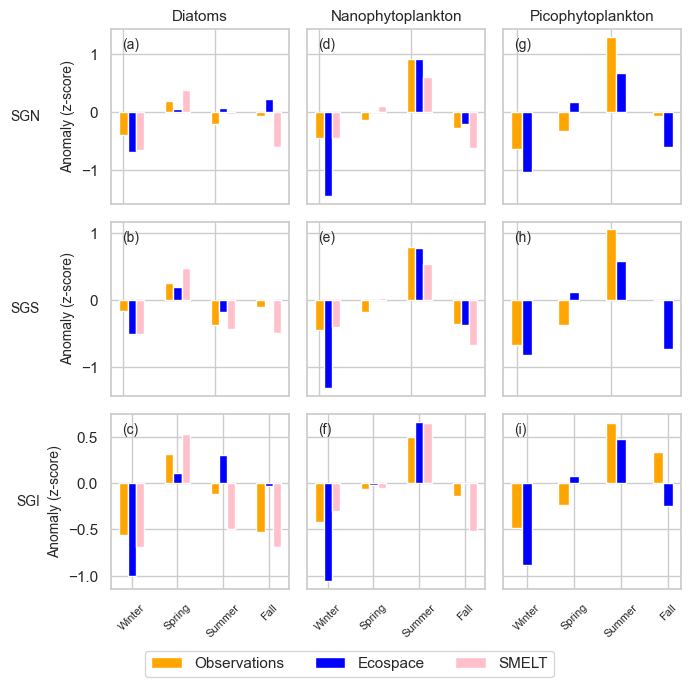 Diatoms Nanophytoplankton Picophytoplankton
(a) (d) (g)
1
0
−1
Anomaly (z-score)
SGN
(b) (e) (h)
1
0
−1
Anomaly (z-score)
SGS
(c) (f) (i)
0.5
0.0
−0.5
−1.0
Anomaly (z-score)
SGI
Winter Spring Summer Fall Winter Spring Summer Fall Winter Spring Summer Fall
Observations Ecospace SMELT